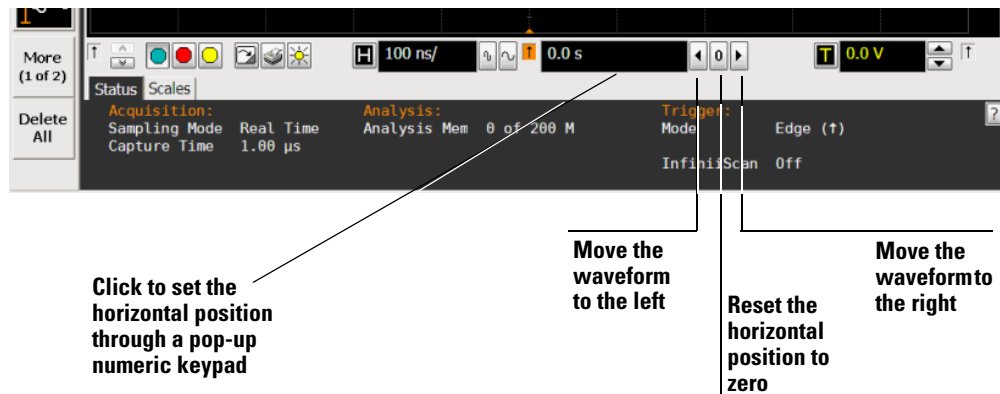 More
(1 of 2)
Delete
All
H 100 ns/ 0.0 s 0 T 0.0 V
Status Scales
Acquisition:
Sampling Mode Real Time
Capture Time 1.00 µs
Analysis:
Analysis Mem 0 of 200 M
Trigger:
Mode Edge (↑)
InfiniiScan Off
?
Click to set the
horizontal position
through a pop-up
numeric keypad
Move the
waveform
to the left
Reset the
horizontal
position to
zero
Move the
waveformto
the right